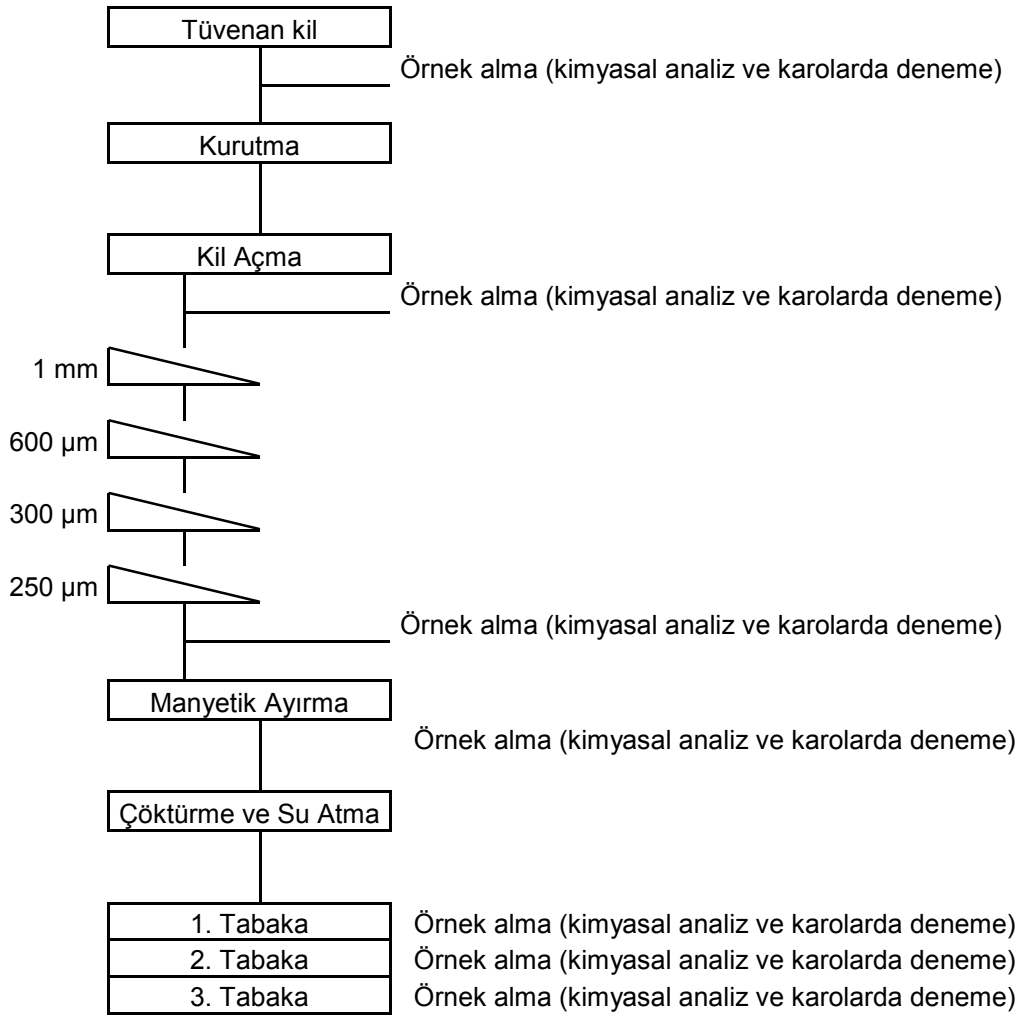 Tüvenan kil
Örnek alma (kimyasal analiz ve karolarda deneme)
Kurutma
Kil Açma
Örnek alma (kimyasal analiz ve karolarda deneme)
1 mm
600 µm
300 µm
250 µm
Örnek alma (kimyasal analiz ve karolarda deneme)
Manyetik Ayırma
Örnek alma (kimyasal analiz ve karolarda deneme)
Çöktürme ve Su Atma
1. Tabaka Örnek alma (kimyasal analiz ve karolarda deneme)
2. Tabaka Örnek alma (kimyasal analiz ve karolarda deneme)
3. Tabaka Örnek alma (kimyasal analiz ve karolarda deneme)